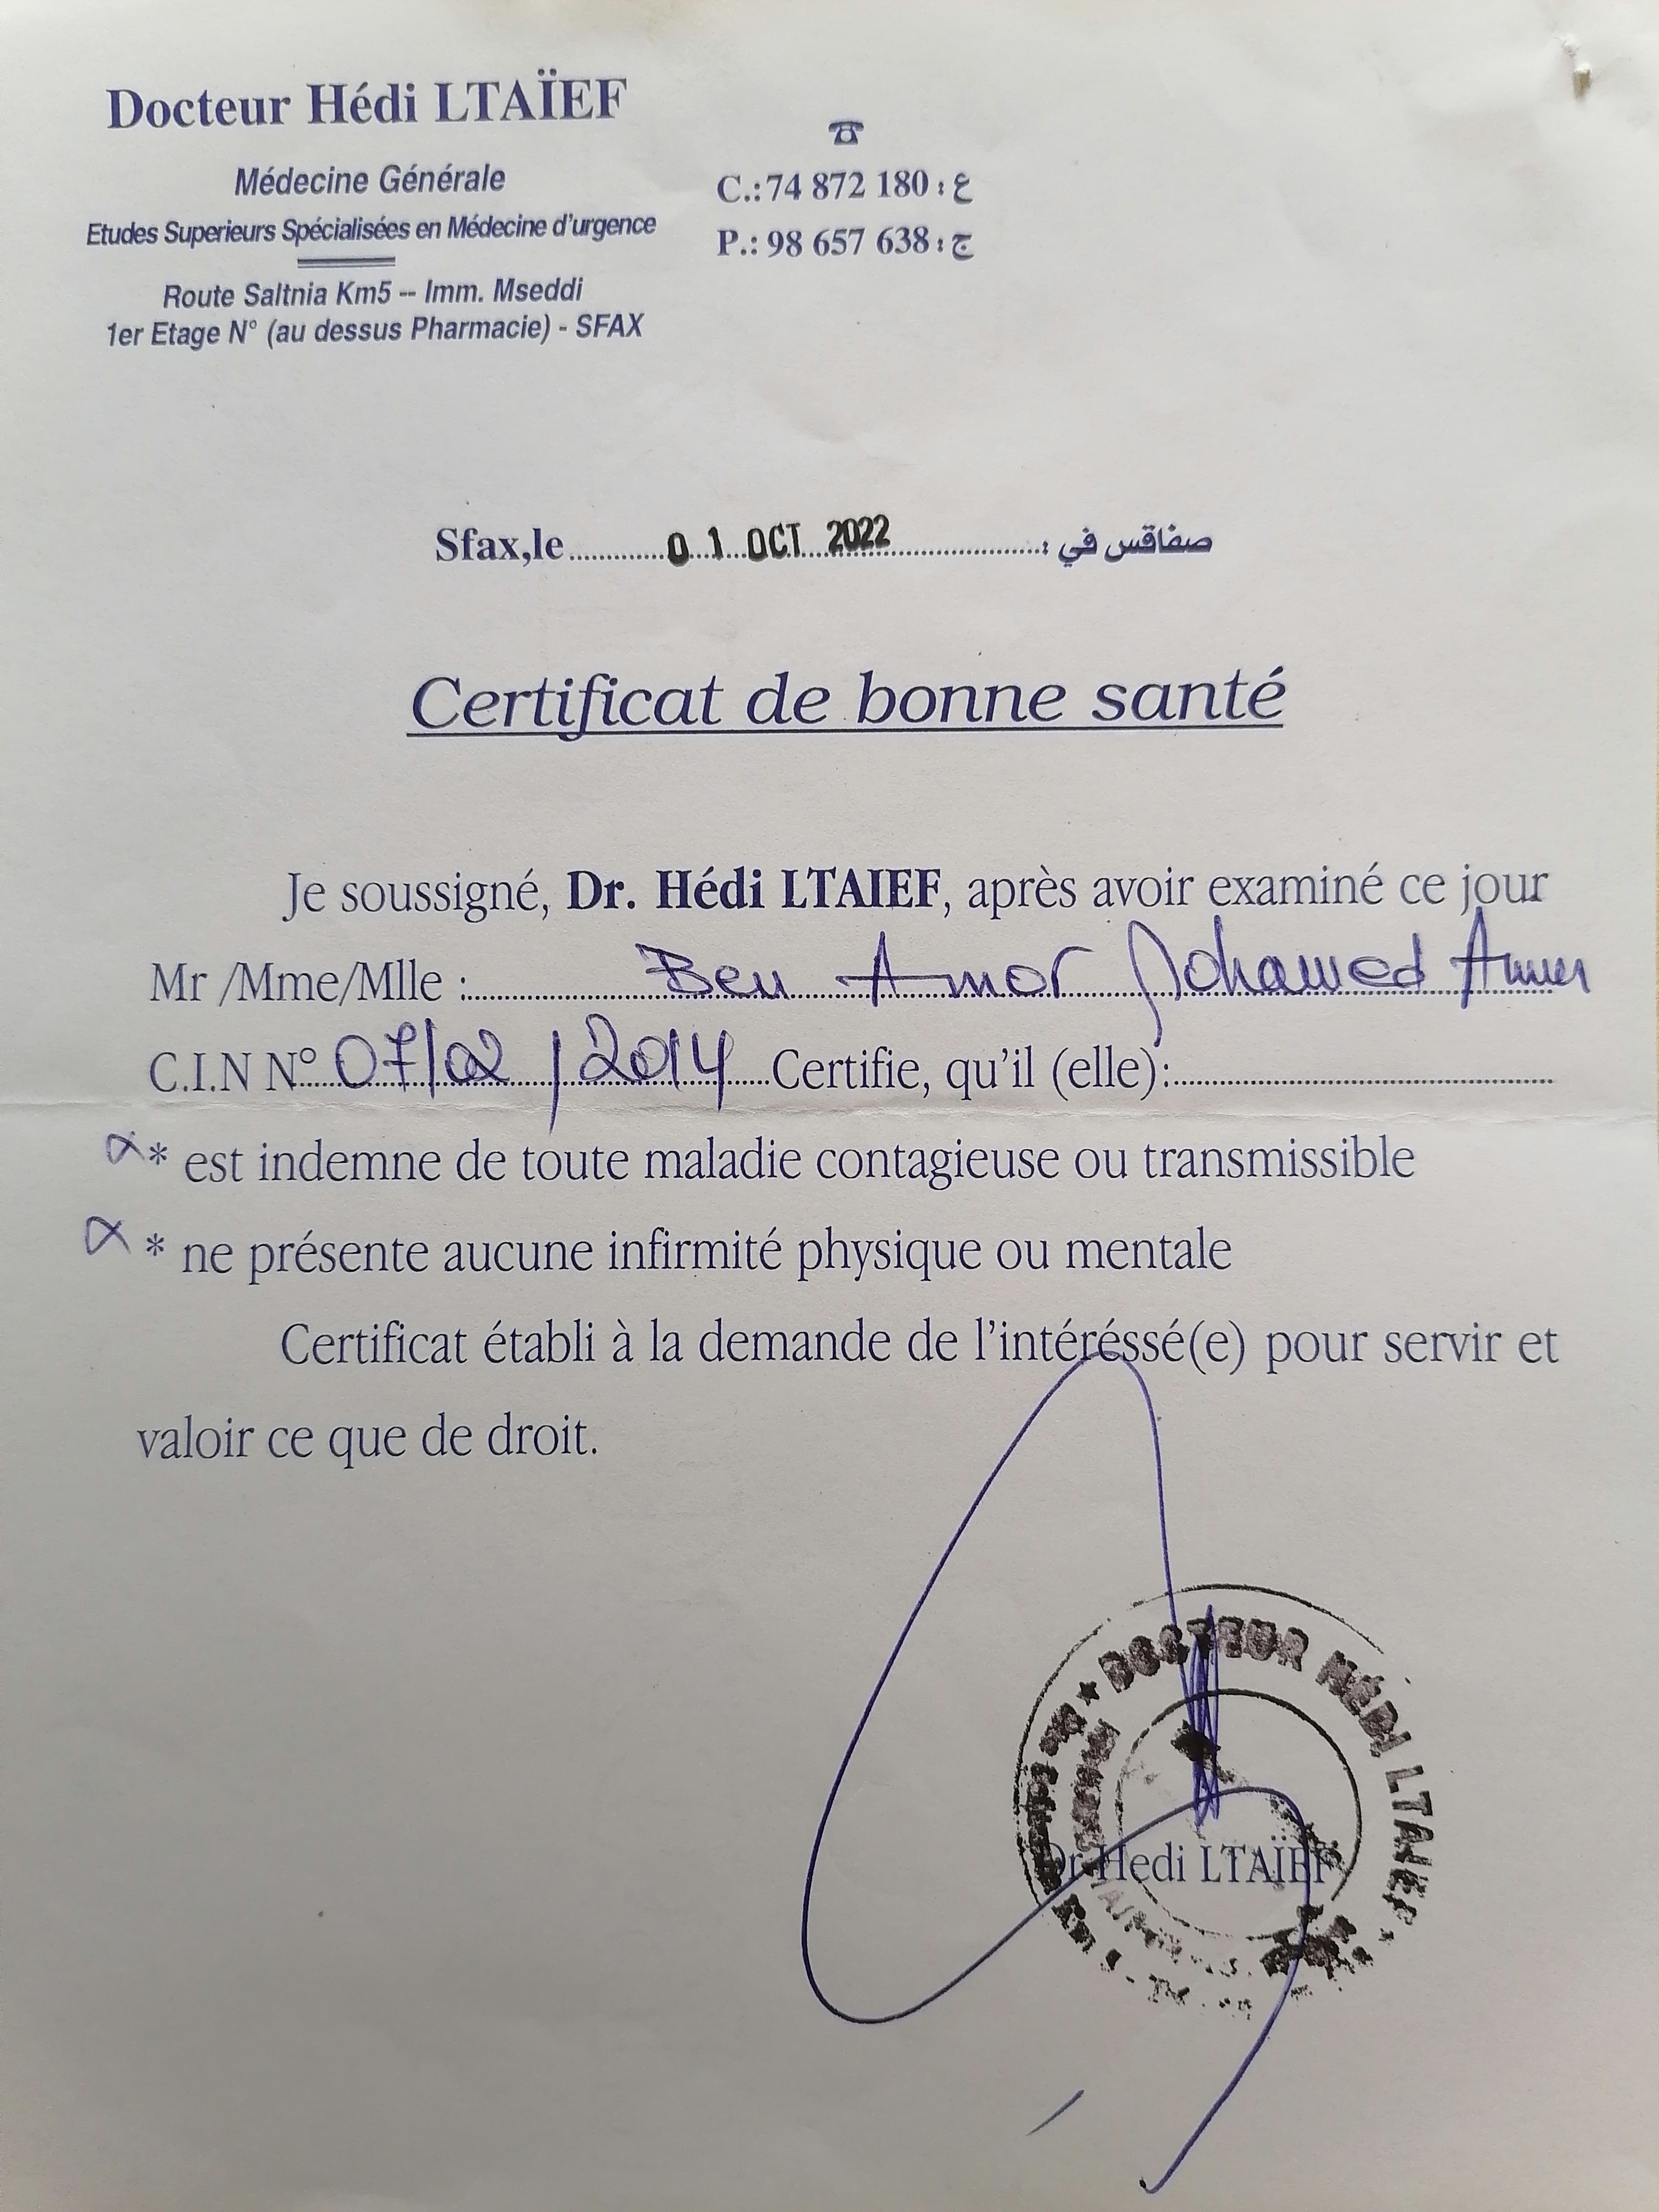 Docteur Hédi LTAÏEF
Médecine Générale
Etudes Superieurs Spécialisées en Médecine d'urgence
Route Saltnia Km5 -- Imm. Mseddi
1er Etage N° (au dessus Pharmacie) - SFAX
☎
C.: 74 872 180 : ع
P.: 98 657 638 : ج
Sfax,le 01 OCT 2022 صفاقس في :
Certificat de bonne santé
Je soussigné, Dr. Hédi LTAIEF, après avoir examiné ce jour
Mr /Mme/Mlle : Ben Amor Mohamed
C.I.N N° 07/02/2014 Certifie, qu'il (elle):
* est indemne de toute maladie contagieuse ou transmissible
* ne présente aucune infirmité physique ou mentale
Certificat établi à la demande de l'intéréssé(e) pour servir et
valoir ce que de droit.
DOCTEUR HÉDI LTAIEF
Dr Hedi LTAÏEF